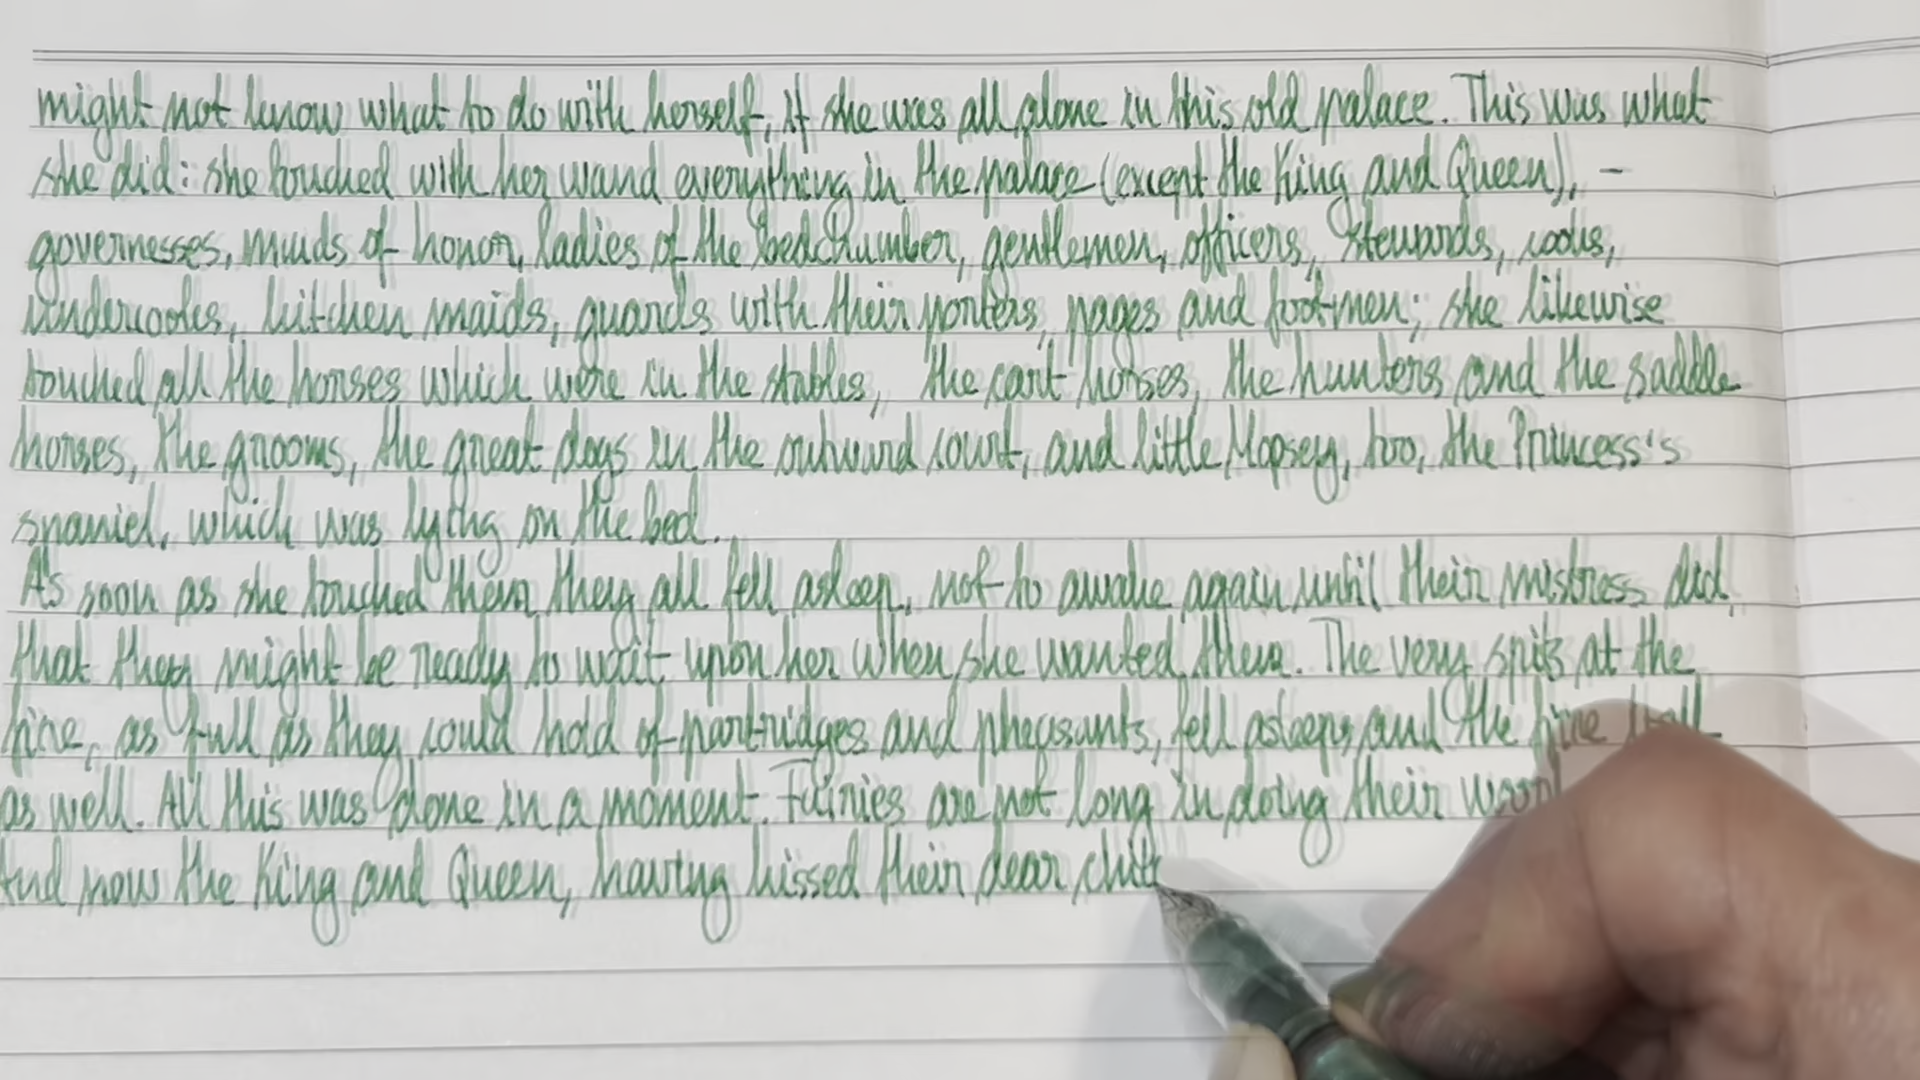 might not know what to do with herself, if she was all alone in this old palace. This was what
she did: she touched with her wand everything in the palace (except the King and Queen), –
governesses, maids of honor, ladies of the bedchamber, gentlemen, officers, stewards, cooks,
undercooks, kitchen maids, guards with their porters, pages and footmen; she likewise
touched all the horses which were in the stables, the cart horses, the hunters and the saddle
horses, the grooms, the great dogs in the outward court, and little Mopsey, too, the Princess's
spaniel, which was lying on the bed.
As soon as she touched them they all fell asleep, not to awake again until their mistress did,
that they might be ready to wait upon her when she wanted them. The very spits at the
fire, as full as they could hold of partridges and pheasants, fell asleep, and the fire itself
as well. All this was done in a moment. Fairies are not long in doing their
And now the King and Queen, having kissed their dear